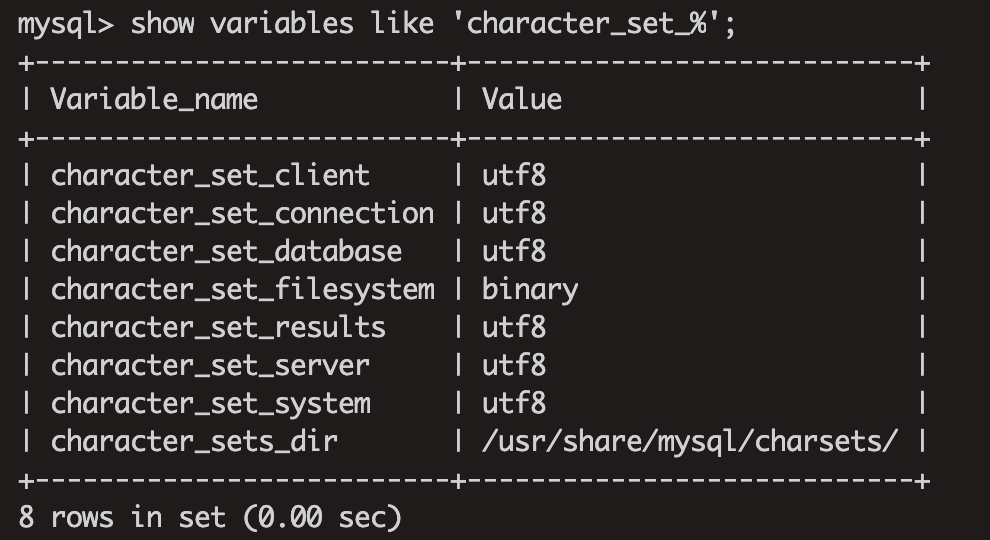 mysql> show variables like 'character_set_%';
+--------------------------+----------------------------+
| Variable_name            | Value                      |
+--------------------------+----------------------------+
| character_set_client     | utf8                       |
| character_set_connection | utf8                       |
| character_set_database   | utf8                       |
| character_set_filesystem | binary                     |
| character_set_results    | utf8                       |
| character_set_server     | utf8                       |
| character_set_system     | utf8                       |
| character_sets_dir       | /usr/share/mysql/charsets/ |
+--------------------------+----------------------------+
8 rows in set (0.00 sec)